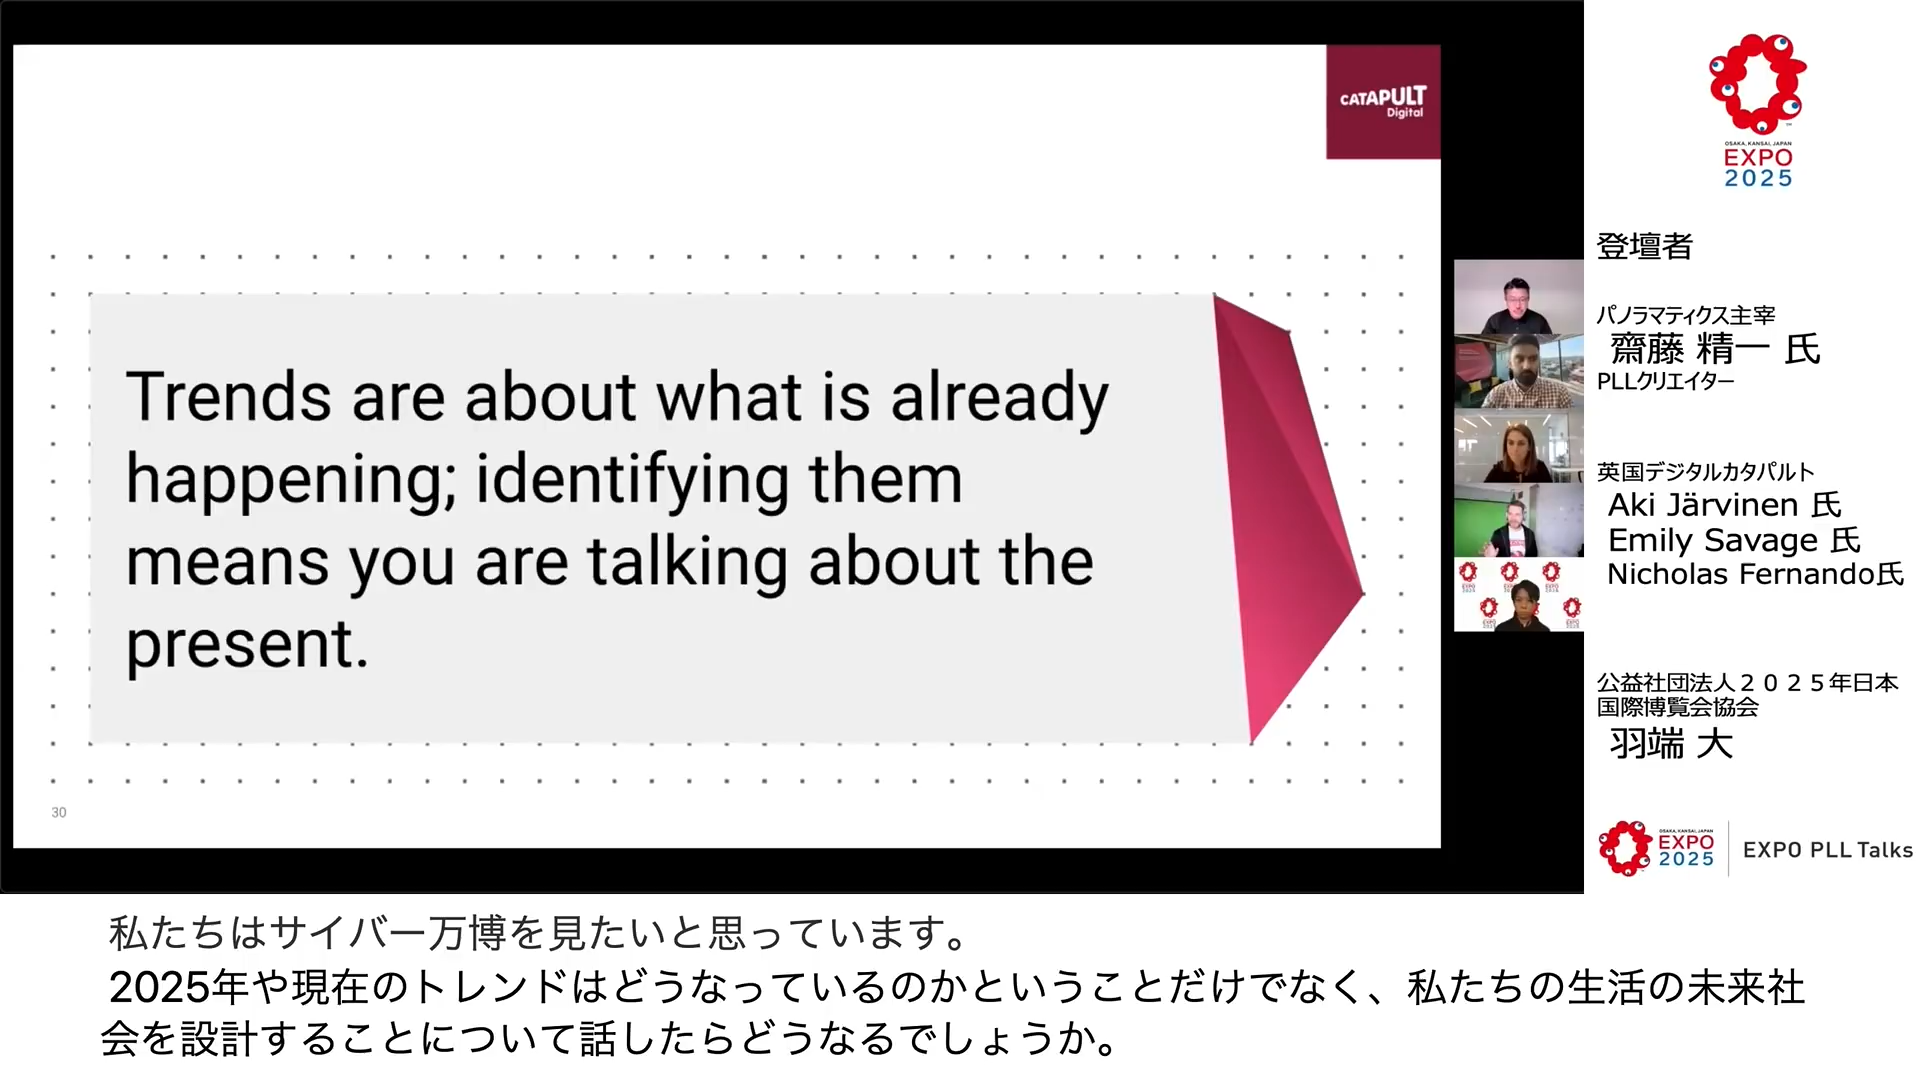 CATAPULT
Digital
Trends are about what is already
happening; identifying them
means you are talking about the
present.
30
OSAKA, KANSAI, JAPAN
EXPO
2025
登壇者
パノラマティクス主宰
齋藤 精一 氏
PLLクリエイター
英国デジタルカタパルト
Aki Järvinen 氏
Emily Savage 氏
Nicholas Fernando氏
公益社団法人２０２５年日本
国際博覧会協会
羽端 大
OSAKA, KANSAI, JAPAN
EXPO
2025
EXPO PLL Talks
私たちはサイバー万博を見たいと思っています。
2025年や現在のトレンドはどうなっているのかということだけでなく、私たちの生活の未来社
会を設計することについて話したらどうなるでしょうか。